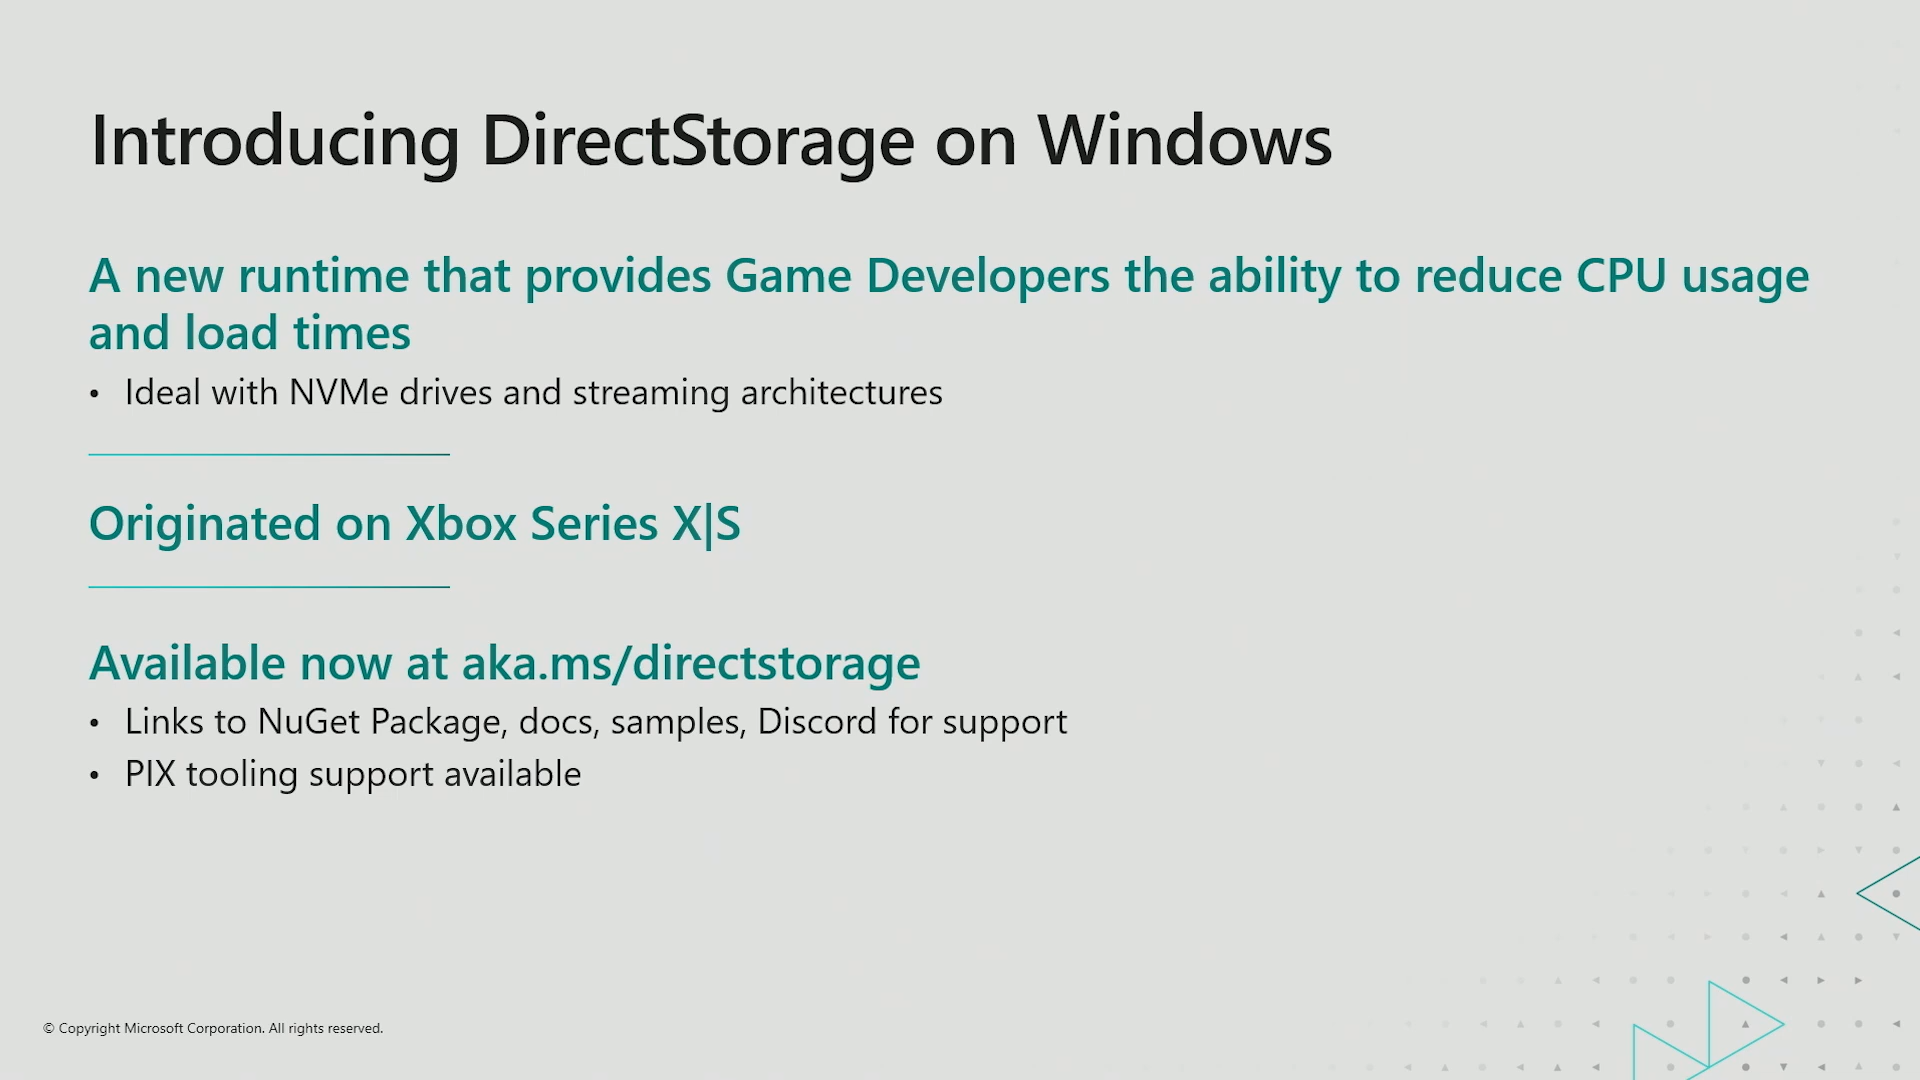 Introducing DirectStorage on Windows
A new runtime that provides Game Developers the ability to reduce CPU usage
and load times
• Ideal with NVMe drives and streaming architectures
Originated on Xbox Series X|S
Available now at aka.ms/directstorage
• Links to NuGet Package, docs, samples, Discord for support
• PIX tooling support available
© Copyright Microsoft Corporation. All rights reserved.